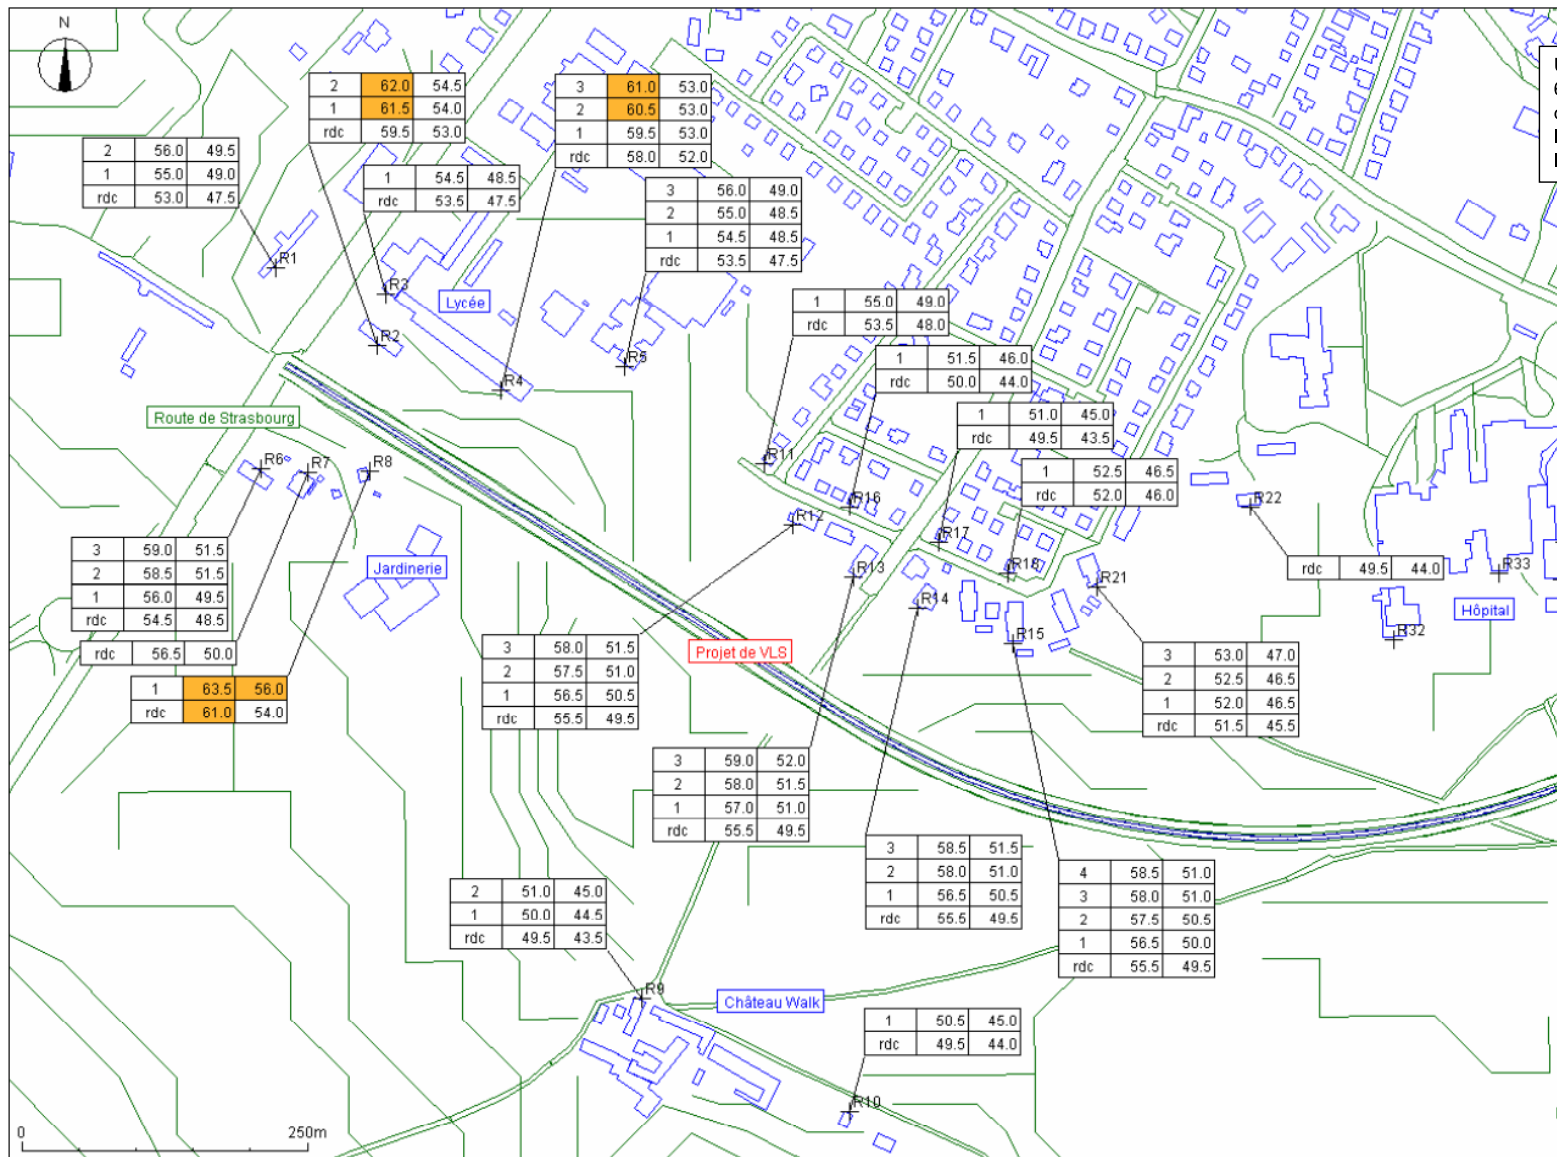 N
2 62.0 54.5
1 61.5 54.0
rdc 59.5 53.0
3 61.0 53.0
2 60.5 53.0
1 59.5 53.0
rdc 58.0 52.0
2 56.0 49.5
1 55.0 49.0
rdc 53.0 47.5
1 54.5 48.5
rdc 53.5 47.5
3 56.0 49.0
2 55.0 48.5
1 54.5 48.5
rdc 53.5 47.5
R1
R3
Lycée
R2
R5
R4
1 55.0 49.0
rdc 53.5 48.0
1 51.5 46.0
rdc 50.0 44.0
1 51.0 45.0
rdc 49.5 43.5
1 52.5 46.5
rdc 52.0 46.0
Route de Strasbourg
R6
R7
R8
R11
R16
R12
R17
R18
R13
R14
R15
R21
R22
rdc 49.5 44.0
R33
Hôpital
R32
Jardinerie
3 59.0 51.5
2 58.5 51.5
1 56.0 49.5
rdc 54.5 48.5
rdc 56.5 50.0
1 63.5 56.0
rdc 61.0 54.0
3 58.0 51.5
2 57.5 51.0
1 56.5 50.5
rdc 55.5 49.5
Projet de VLS
3 53.0 47.0
2 52.5 46.5
1 52.0 46.5
rdc 51.5 45.5
3 59.0 52.0
2 58.0 51.5
1 57.0 51.0
rdc 55.5 49.5
3 58.5 51.5
2 58.0 51.0
1 56.5 50.5
rdc 55.5 49.5
4 58.5 51.0
3 58.0 51.0
2 57.5 50.5
1 56.5 50.0
rdc 55.5 49.5
2 51.0 45.0
1 50.0 44.5
rdc 49.5 43.5
R9
Château Walk
1 50.5 45.0
rdc 49.5 44.0
R10
0 250m